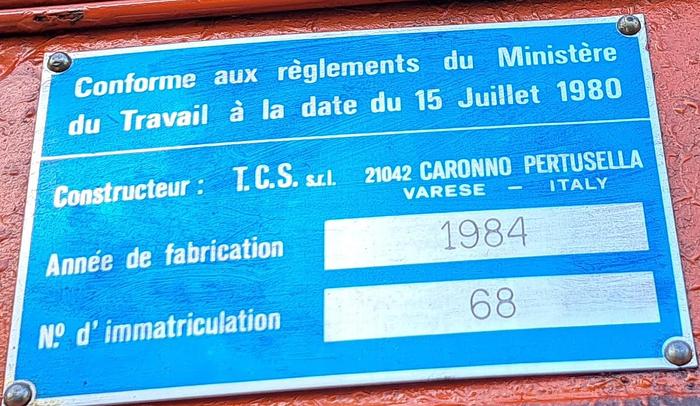 Conforme aux règlements du Ministère
du Travail à la date du 15 Juillet 1980
Constructeur : T.C.S. s.r.l. 21042 CARONNO PERTUSELLA
VARESE – ITALY
Année de fabrication 1984
N.º d'immatriculation 68